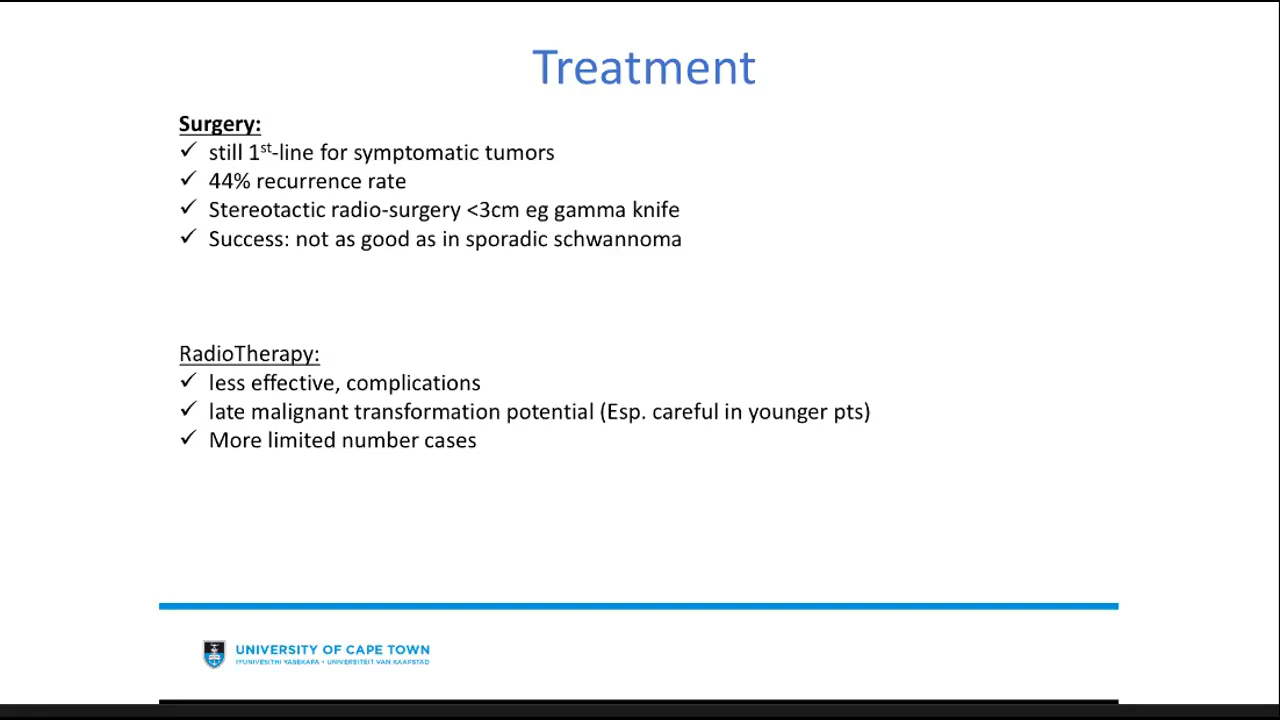 Treatment
Surgery:
✓ still 1st-line for symptomatic tumors
✓ 44% recurrence rate
✓ Stereotactic radio-surgery <3cm eg gamma knife
✓ Success: not as good as in sporadic schwannoma
RadioTherapy:
✓ less effective, complications
✓ late malignant transformation potential (Esp. careful in younger pts)
✓ More limited number cases
UNIVERSITY OF CAPE TOWN
IYUNIVESITHI YASEKAPA • UNIVERSITEIT VAN KAAPSTAD